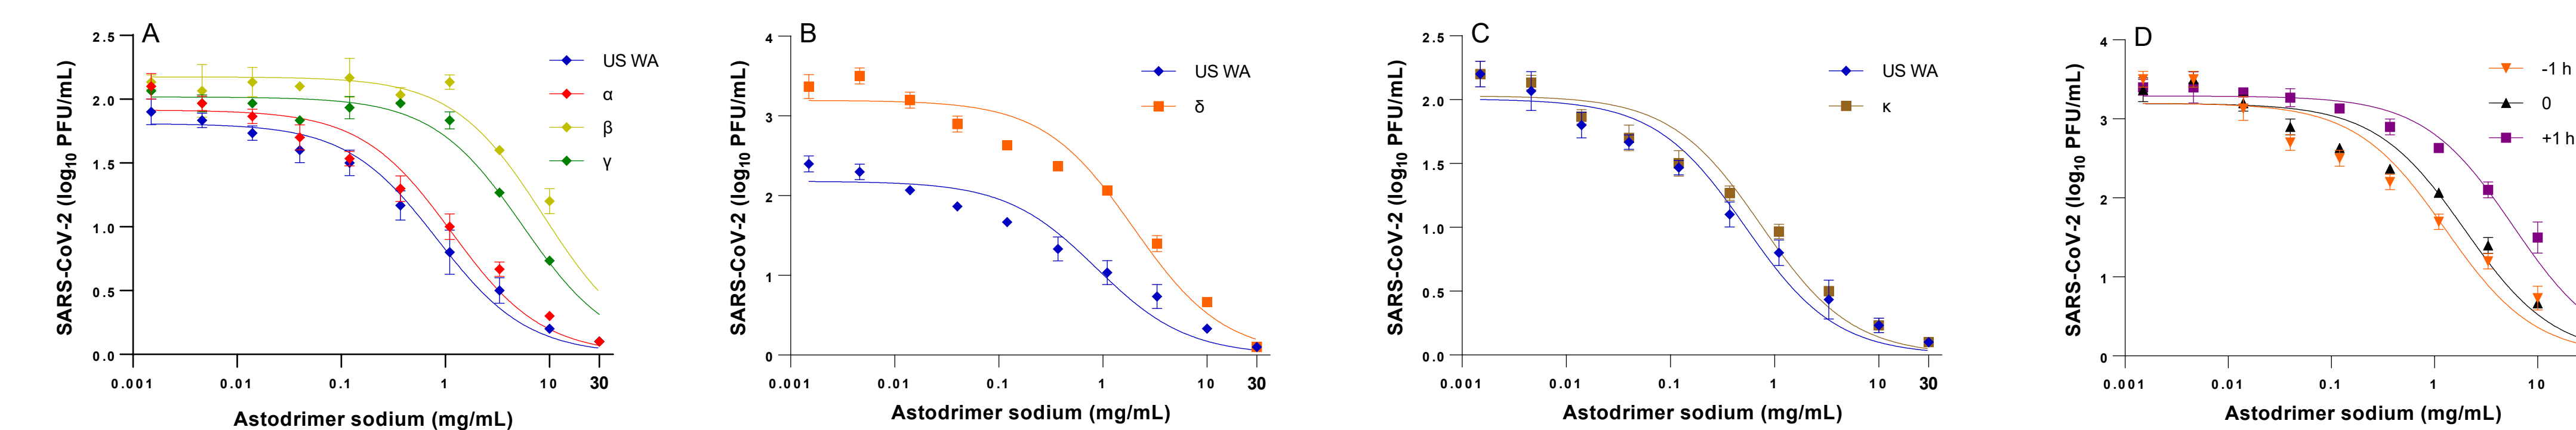 A
SARS-CoV-2 (log10 PFU/mL)
2.5
2.0
1.5
1.0
0.5
0.0
0.001 0.01 0.1 1 10 30
Astodrimer sodium (mg/mL)
US WA
α
β
γ
B
SARS-CoV-2 (log10 PFU/mL)
4
3
2
1
0
0.001 0.01 0.1 1 10 30
Astodrimer sodium (mg/mL)
US WA
δ
C
SARS-CoV-2 (log10 PFU/mL)
2.5
2.0
1.5
1.0
0.5
0.0
0.001 0.01 0.1 1 10 30
Astodrimer sodium (mg/mL)
US WA
κ
D
SARS-CoV-2 (log10 PFU/mL)
4
3
2
1
0
0.001 0.01 0.1 1 10
Astodrimer sodium (mg/mL)
-1 h
0
+1 h